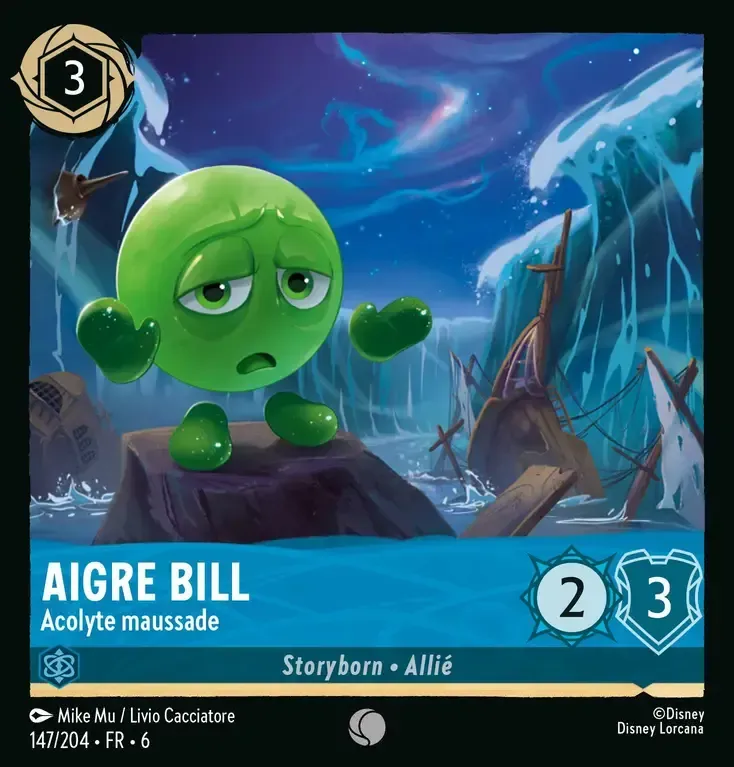 3
AIGRE BILL
Acolyte maussade
2
3
Storyborn • Allié
Mike Mu / Livio Cacciatore
©Disney
147/204 • FR • 6
Disney Lorcana